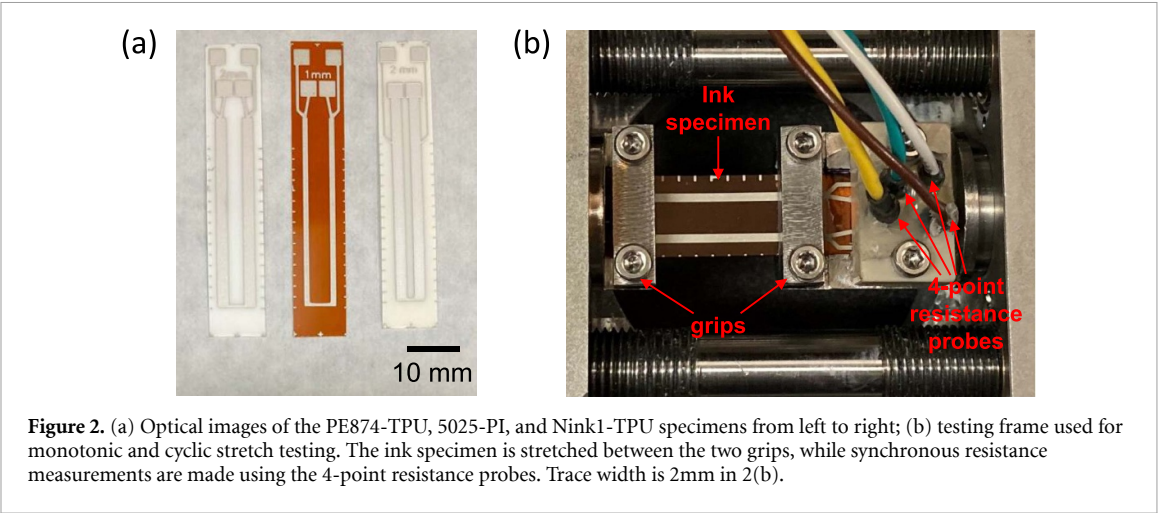 (a)
(b)
2mm
1mm
2 mm
10 mm
Ink
specimen
grips
4-point
resistance
probes
Figure 2. (a) Optical images of the PE874-TPU, 5025-PI, and Nink1-TPU specimens from left to right; (b) testing frame used for
monotonic and cyclic stretch testing. The ink specimen is stretched between the two grips, while synchronous resistance
measurements are made using the 4-point resistance probes. Trace width is 2mm in 2(b).